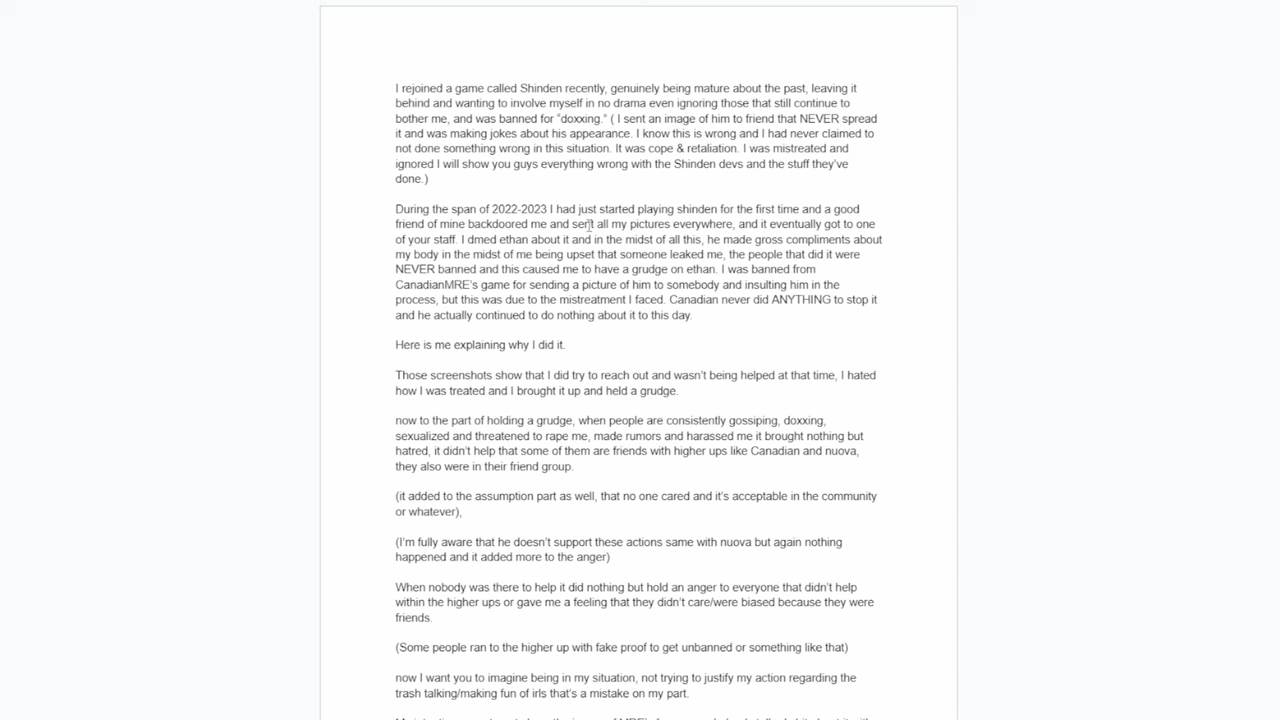 I rejoined a game called Shinden recently, genuinely being mature about the past, leaving it
behind and wanting to involve myself in no drama even ignoring those that still continue to
bother me, and was banned for “doxxing.” ( I sent an image of him to friend that NEVER spread
it and was making jokes about his appearance. I know this is wrong and I had never claimed to
not done something wrong in this situation. It was cope & retaliation. I was mistreated and
ignored I will show you guys everything wrong with the Shinden devs and the stuff they’ve
done.)
During the span of 2022-2023 I had just started playing shinden for the first time and a good
friend of mine backdoored me and sent all my pictures everywhere, and it eventually got to one
of your staff. I dmed ethan about it and in the midst of all this, he made gross compliments about
my body in the midst of me being upset that someone leaked me, the people that did it were
NEVER banned and this caused me to have a grudge on ethan. I was banned from
CanadianMRE’s game for sending a picture of him to somebody and insulting him in the
process, but this was due to the mistreatment I faced. Canadian never did ANYTHING to stop it
and he actually continued to do nothing about it to this day.
Here is me explaining why I did it.
Those screenshots show that I did try to reach out and wasn’t being helped at that time, I hated
how I was treated and I brought it up and held a grudge.
now to the part of holding a grudge, when people are consistently gossiping, doxxing,
sexualized and threatened to rape me, made rumors and harassed me it brought nothing but
hatred, it didn’t help that some of them are friends with higher ups like Canadian and nuova,
they also were in their friend group.
(it added to the assumption part as well, that no one cared and it’s acceptable in the community
or whatever),
(I’m fully aware that he doesn’t support these actions same with nuova but again nothing
happened and it added more to the anger)
When nobody was there to help it did nothing but hold an anger to everyone that didn’t help
within the higher ups or gave me a feeling that they didn’t care/were biased because they were
friends.
(Some people ran to the higher up with fake proof to get unbanned or something like that)
now I want you to imagine being in my situation, not trying to justify my action regarding the
trash talking/making fun of irls that’s a mistake on my part.